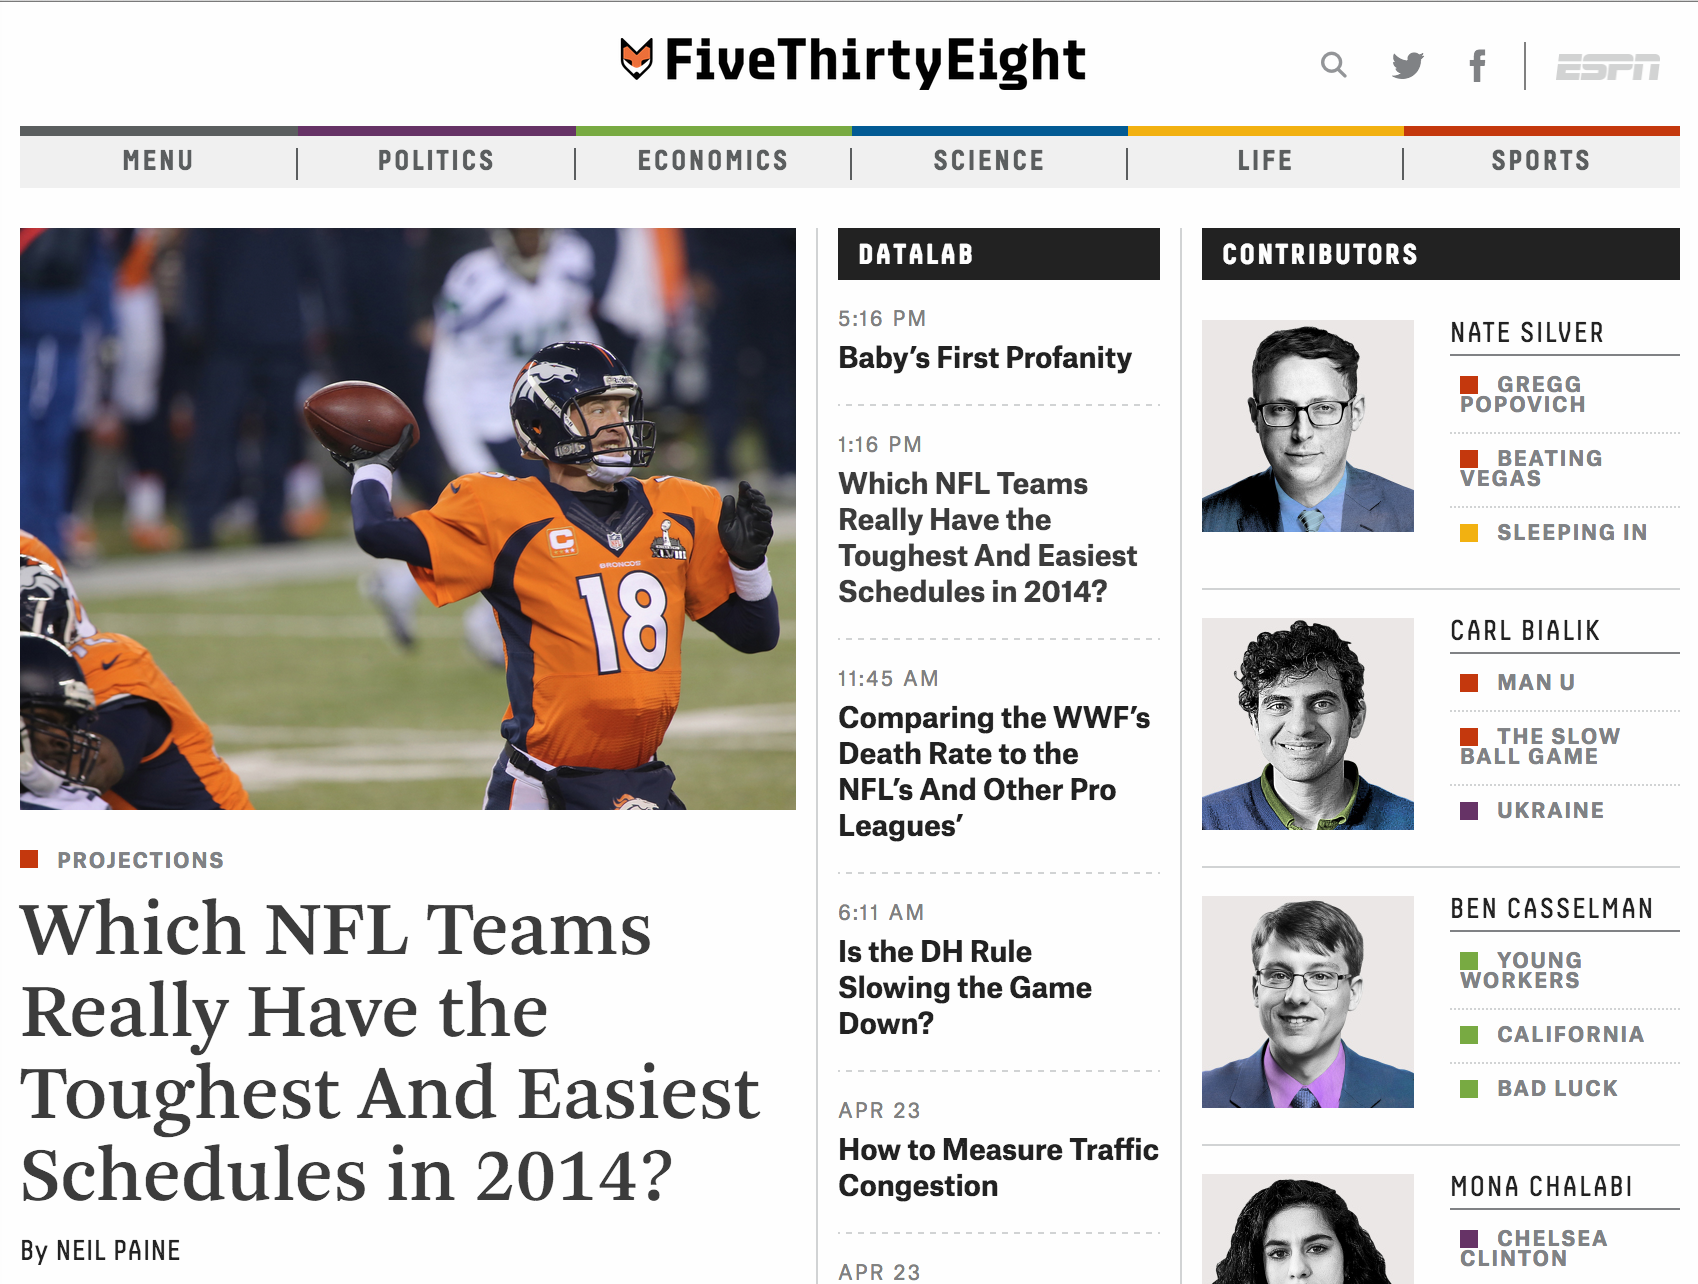 FiveThirtyEight
ESPN
MENU
POLITICS
ECONOMICS
SCIENCE
LIFE
SPORTS
C
18
BRONCOS
XLVIII
18
PROJECTIONS
Which NFL Teams
Really Have the
Toughest And Easiest
Schedules in 2014?
By NEIL PAINE
DATALAB
5:16 PM
Baby’s First Profanity
1:16 PM
Which NFL Teams
Really Have the
Toughest And Easiest
Schedules in 2014?
11:45 AM
Comparing the WWF’s
Death Rate to the
NFL’s And Other Pro
Leagues’
6:11 AM
Is the DH Rule
Slowing the Game
Down?
APR 23
How to Measure Traffic
Congestion
APR 23
CONTRIBUTORS
NATE SILVER
GREGG
POPOVICH
BEATING
VEGAS
SLEEPING IN
CARL BIALIK
MAN U
THE SLOW
BALL GAME
UKRAINE
BEN CASSELMAN
YOUNG
WORKERS
CALIFORNIA
BAD LUCK
MONA CHALABI
CHELSEA
CLINTON